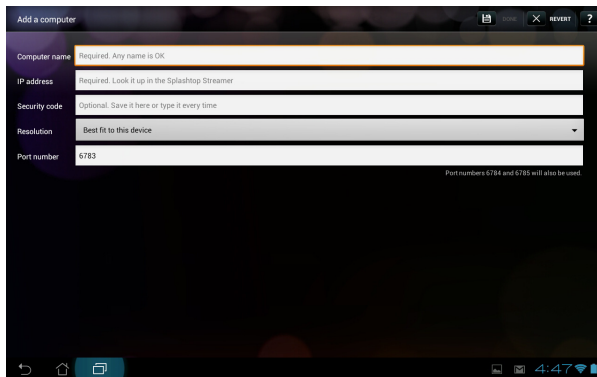 Add a computer
DONE
REVERT
?
Computer name
Required. Any name is OK
IP address
Required. Look it up in the Splashtop Streamer
Security code
Optional. Save it here or type it every time
Resolution
Best fit to this device
Port number
6783
Port numbers 6784 and 6785 will also be used.
4:47